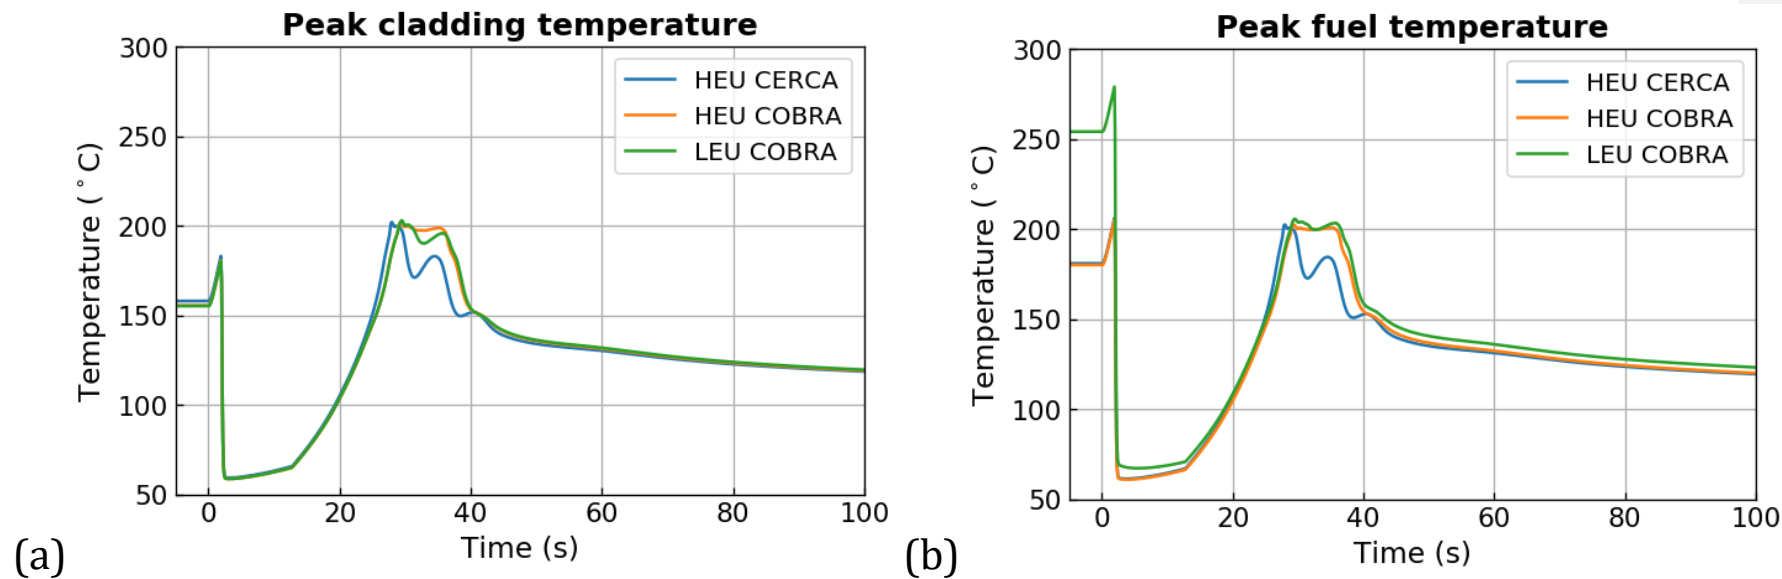 Peak cladding temperature
300
250
200
150
100
50
0
20
40
60
80
100
Temperature (°C)
Time (s)
HEU CERCA
HEU COBRA
LEU COBRA
(a)
Peak fuel temperature
300
250
200
150
100
50
0
20
40
60
80
100
Temperature (°C)
Time (s)
HEU CERCA
HEU COBRA
LEU COBRA
(b)